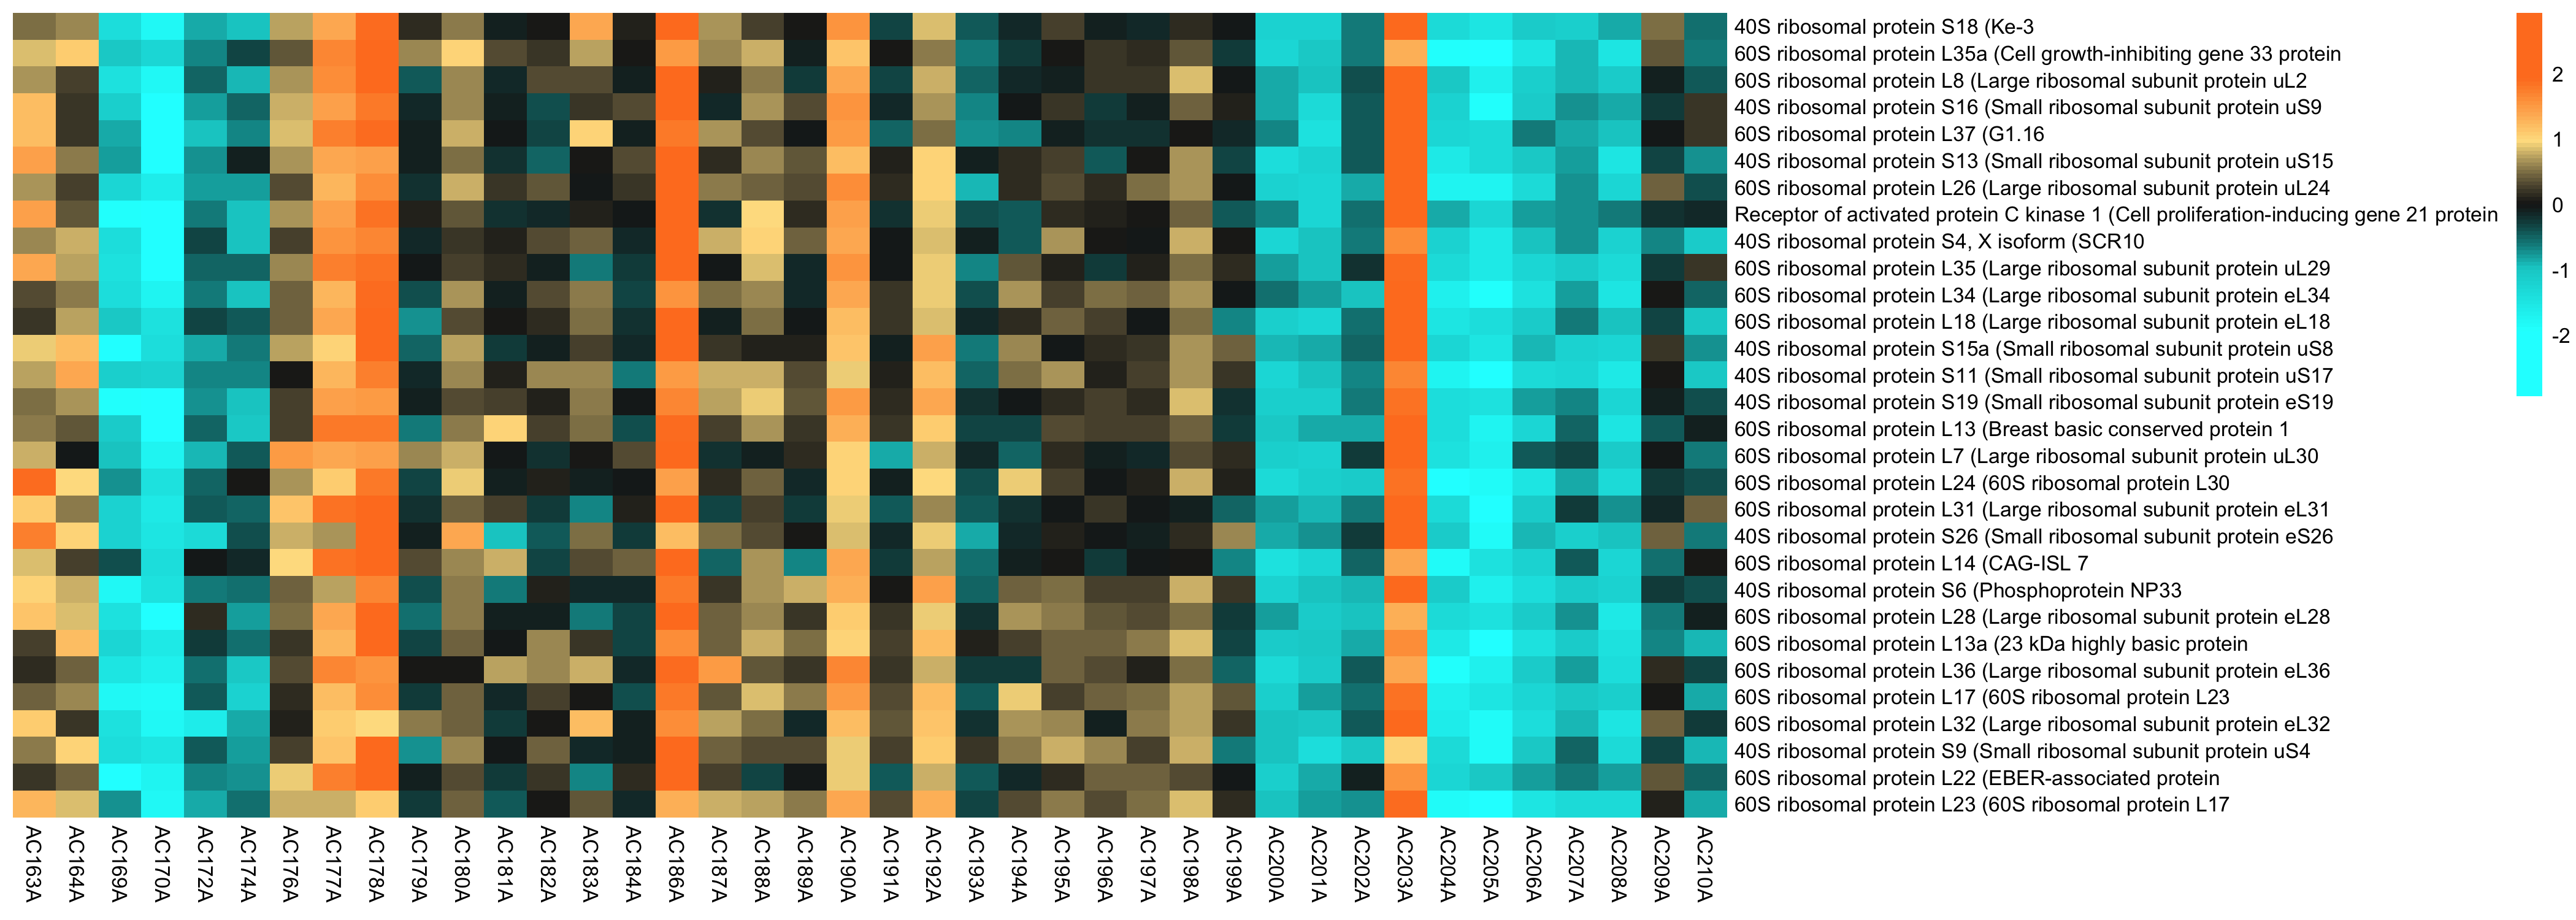 40S ribosomal protein S18 (Ke-3
60S ribosomal protein L35a (Cell growth-inhibiting gene 33 protein
60S ribosomal protein L8 (Large ribosomal subunit protein uL2
40S ribosomal protein S16 (Small ribosomal subunit protein uS9
60S ribosomal protein L37 (G1.16
40S ribosomal protein S13 (Small ribosomal subunit protein uS15
60S ribosomal protein L26 (Large ribosomal subunit protein uL24
Receptor of activated protein C kinase 1 (Cell proliferation-inducing gene 21 protein
40S ribosomal protein S4, X isoform (SCR10
60S ribosomal protein L35 (Large ribosomal subunit protein uL29
60S ribosomal protein L34 (Large ribosomal subunit protein eL34
60S ribosomal protein L18 (Large ribosomal subunit protein eL18
40S ribosomal protein S15a (Small ribosomal subunit protein uS8
40S ribosomal protein S11 (Small ribosomal subunit protein uS17
40S ribosomal protein S19 (Small ribosomal subunit protein eS19
60S ribosomal protein L13 (Breast basic conserved protein 1
60S ribosomal protein L7 (Large ribosomal subunit protein uL30
60S ribosomal protein L24 (60S ribosomal protein L30
60S ribosomal protein L31 (Large ribosomal subunit protein eL31
40S ribosomal protein S26 (Small ribosomal subunit protein eS26
60S ribosomal protein L14 (CAG-ISL 7
40S ribosomal protein S6 (Phosphoprotein NP33
60S ribosomal protein L28 (Large ribosomal subunit protein eL28
60S ribosomal protein L13a (23 kDa highly basic protein
60S ribosomal protein L36 (Large ribosomal subunit protein eL36
60S ribosomal protein L17 (60S ribosomal protein L23
60S ribosomal protein L32 (Large ribosomal subunit protein eL32
40S ribosomal protein S9 (Small ribosomal subunit protein uS4
60S ribosomal protein L22 (EBER-associated protein
60S ribosomal protein L23 (60S ribosomal protein L17
2
1
0
-1
-2
AC163A
AC164A
AC169A
AC170A
AC172A
AC174A
AC176A
AC177A
AC178A
AC179A
AC180A
AC181A
AC182A
AC183A
AC184A
AC186A
AC187A
AC188A
AC189A
AC190A
AC191A
AC192A
AC193A
AC194A
AC195A
AC196A
AC197A
AC198A
AC199A
AC200A
AC201A
AC202A
AC203A
AC204A
AC205A
AC206A
AC207A
AC208A
AC209A
AC210A